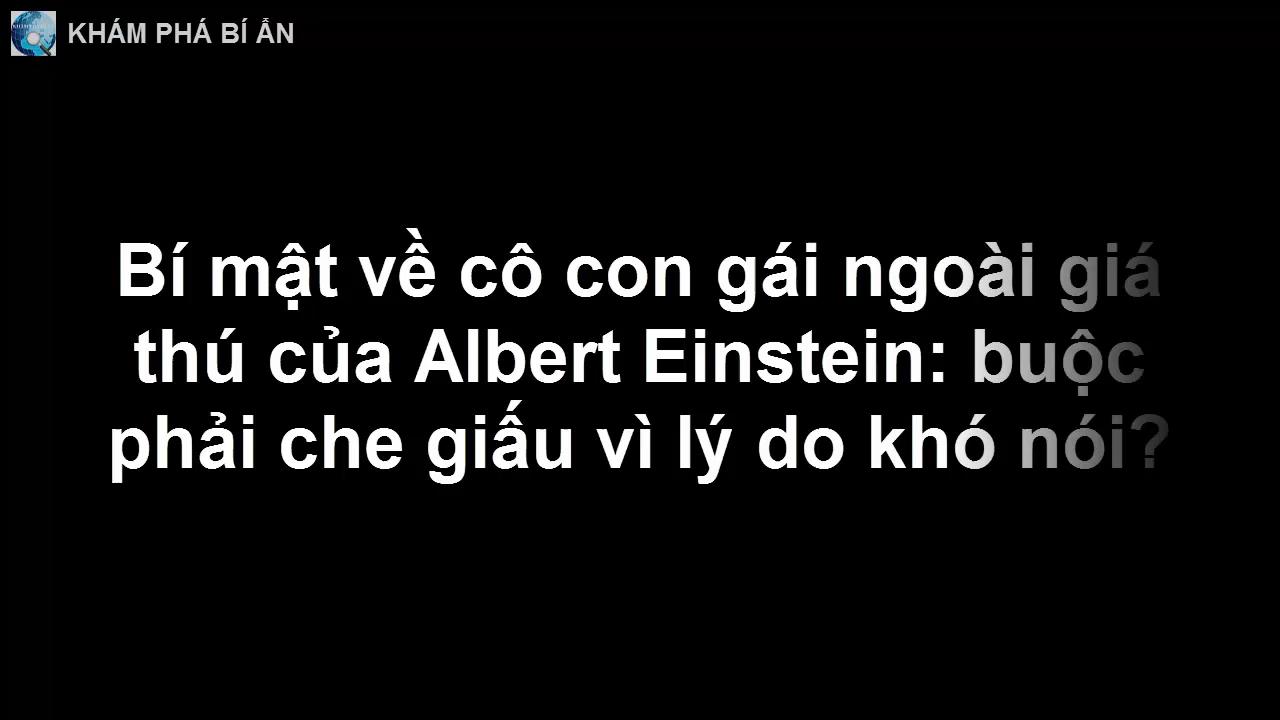 KHÁM PHÁ BÍ ẨN
Bí mật về cô con gái ngoài giá
thú của Albert Einstein: buộc
phải che giấu vì lý do khó nói?